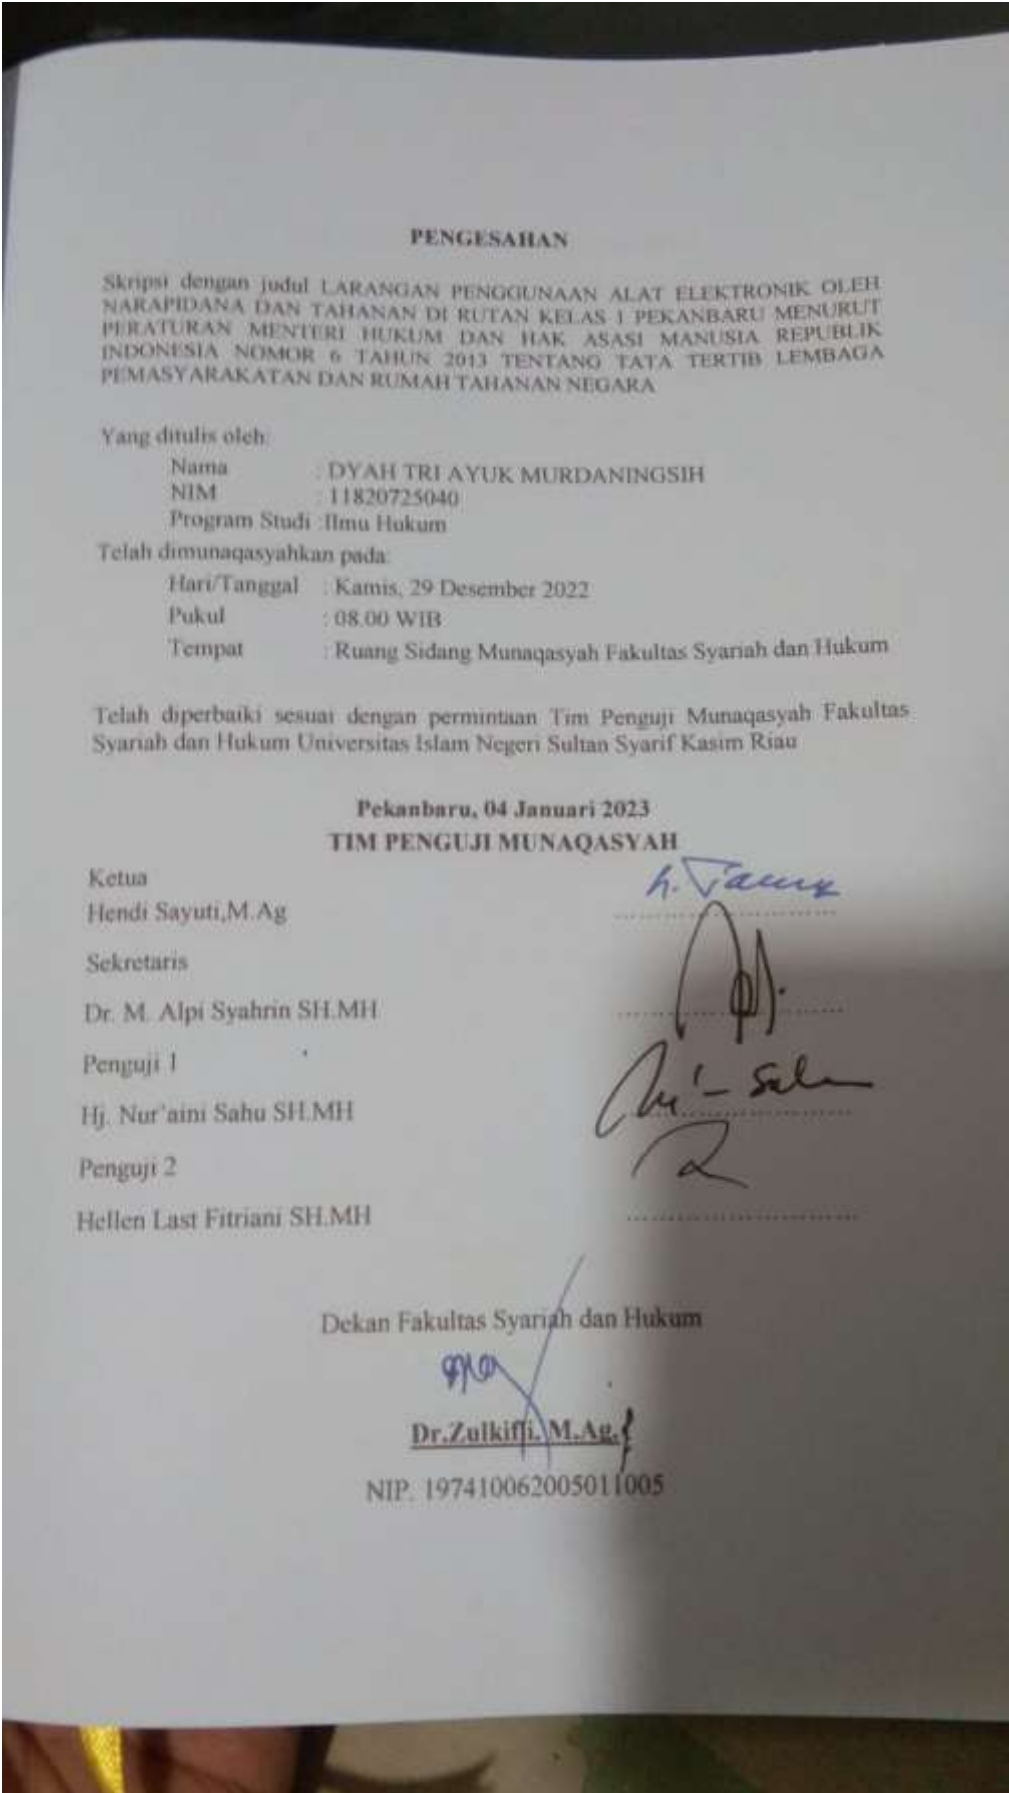 PENGESAHAN
Skripsi dengan judul LARANGAN PENGGUNAAN ALAT ELEKTRONIK OLEH
NARAPIDANA DAN TAHANAN DI RUTAN KELAS 1 PEKANBARU MENURUT
PERATURAN MENTERI HUKUM DAN HAK ASASI MANUSIA REPUBLIK
INDONESIA NOMOR 6 TAHUN 2013 TENTANG TATA TERTIB LEMBAGA
PEMASYARAKATAN DAN RUMAH TAHANAN NEGARA
Yang ditulis oleh:
Nama : DYAH TRI AYUK MURDANINGSIH
NIM : 11820725040
Program Studi :Ilmu Hukum
Telah dimunaqasyahkan pada:
Hari/Tanggal : Kamis, 29 Desember 2022
Pukul : 08.00 WIB
Tempat : Ruang Sidang Munaqasyah Fakultas Syariah dan Hukum
Telah diperbaiki sesuai dengan permintaan Tim Penguji Munaqasyah Fakultas
Syariah dan Hukum Universitas Islam Negeri Sultan Syarif Kasim Riau
Pekanbaru, 04 Januari 2023
TIM PENGUJI MUNAQASYAH
Ketua
Hendi Sayuti,M.Ag
Sekretaris
Dr. M. Alpi Syahrin SH.MH
Penguji 1
Hj. Nur'aini Sahu SH.MH
Penguji 2
Hellen Last Fitriani SH.MH
Dekan Fakultas Syariah dan Hukum
Dr.Zulkifli. M.Ag.
NIP. 197410062005011005